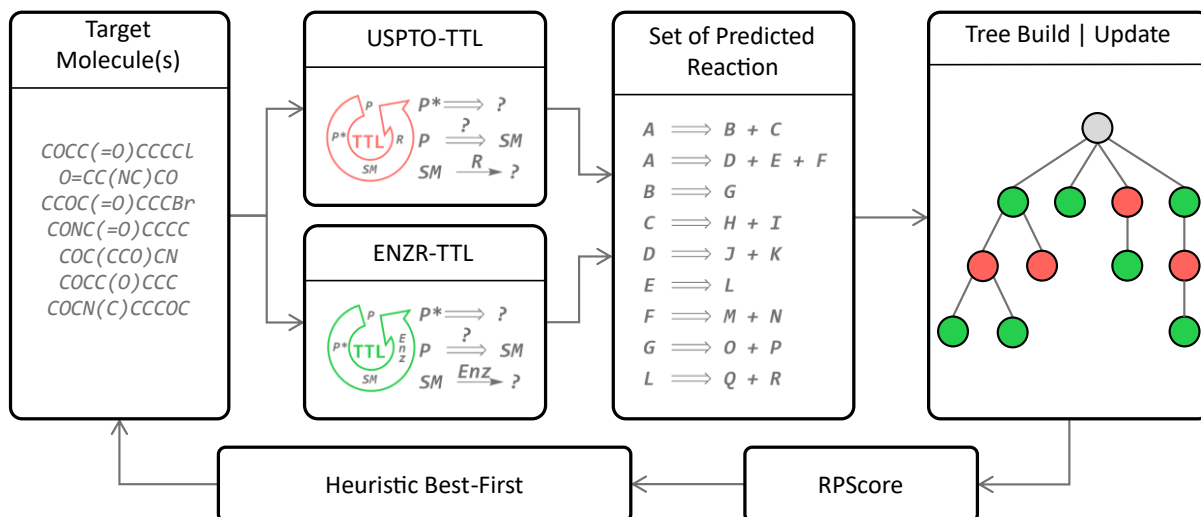 Target
Molecule(s)
COCC(=O)CCCCl
O=CC(NC)CO
CCOC(=O)CCCBr
CONC(=O)CCCC
COC(CCO)CN
COCC(O)CCC
COCN(C)CCCOC
USPTO-TTL
P
P*
TTL
R
SM
P* ⟹ ?
?
P ⟹ SM
R
SM → ?
ENZR-TTL
P
P*
TTL
Enz
SM
P* ⟹ ?
?
P ⟹ SM
Enz
SM → ?
Set of Predicted
Reaction
A ⟹ B + C
A ⟹ D + E + F
B ⟹ G
C ⟹ H + I
D ⟹ J + K
E ⟹ L
F ⟹ M + N
G ⟹ O + P
L ⟹ Q + R
Tree Build | Update
Heuristic Best-First
RPScore